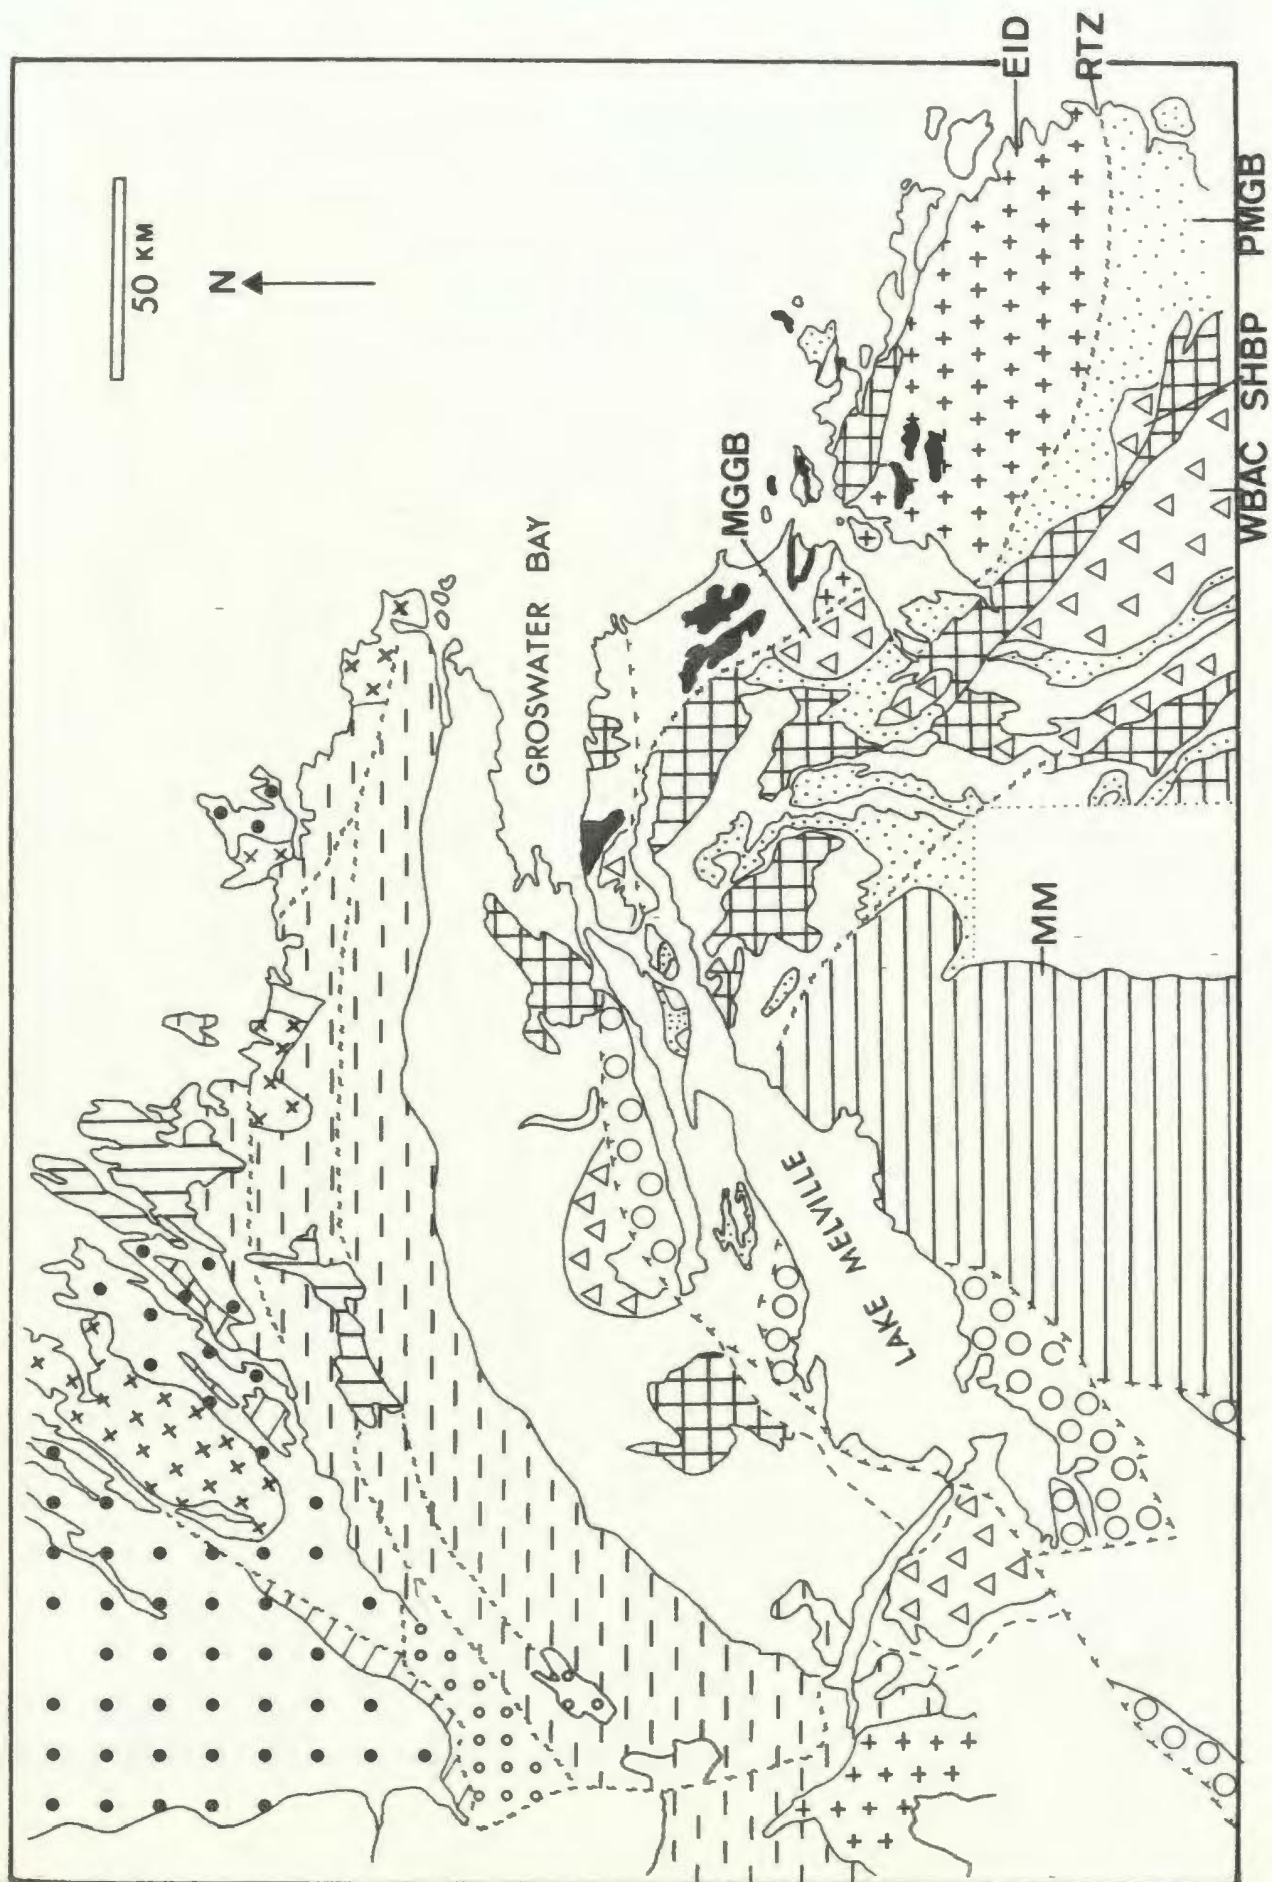 50 KM
N
EID
RTZ
GROSWATER BAY
MGGB
PMGB
SHBP
WBAC
MM
LAKE MELVILLE